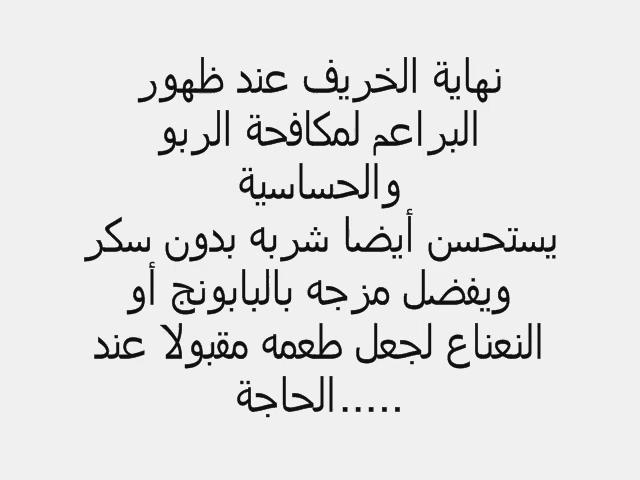 نهاية الخريف عند ظهور
البراعم لمكافحة الربو
والحساسية
يستحسن أيضا شربه بدون سكر
ويفضل مزجه بالبابونج أو
النعناع لجعل طعمه مقبولا عند
الحاجة.....